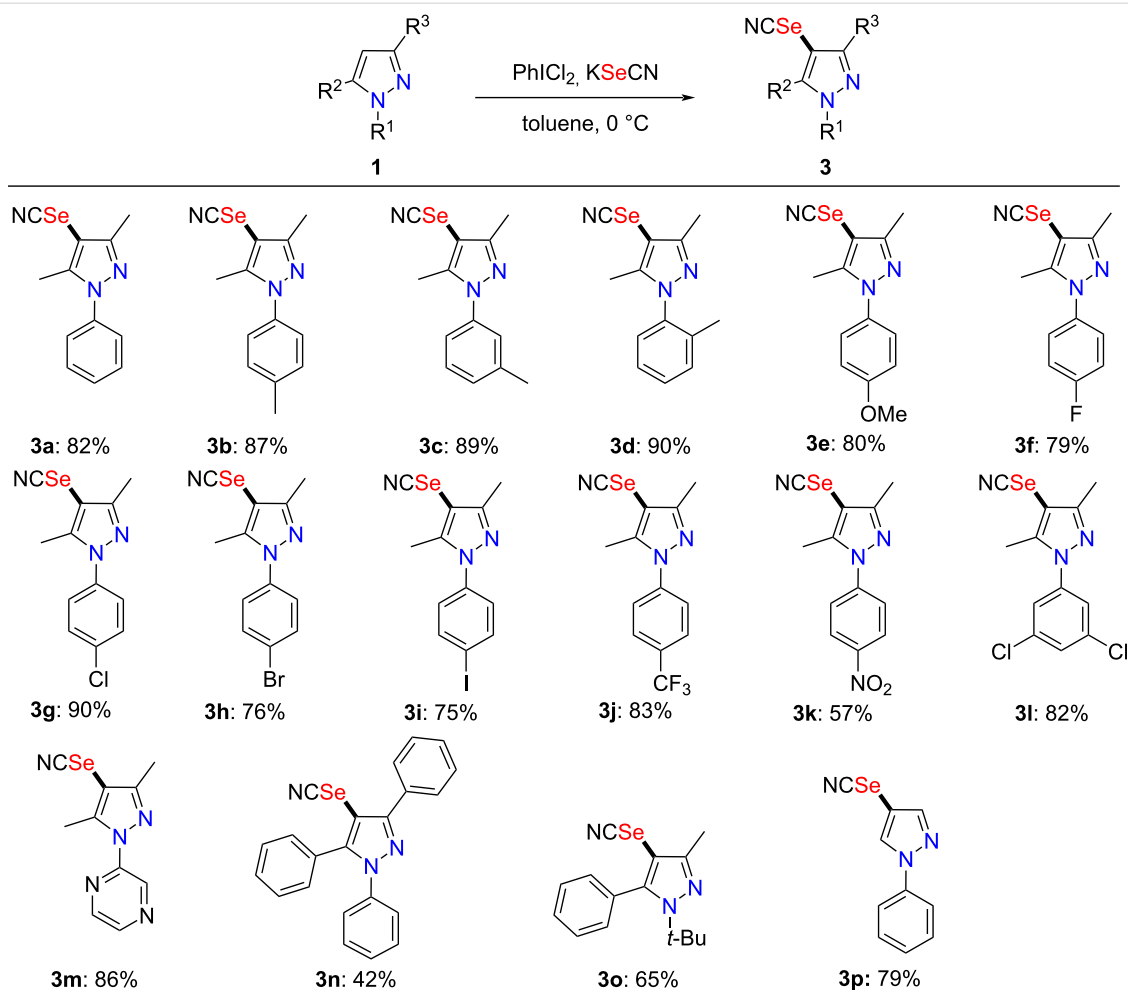 NCSe R³
R³
PhICl₂, KSeCN
R² N R² N
N N
toluene, 0 °C
R¹ R¹
1 3
NCSe NCSe NCSe NCSe NCSe NCSe
N N N N N N
N N N N N N
OMe F
3a: 82% 3b: 87% 3c: 89% 3d: 90% 3e: 80% 3f: 79%
NCSe NCSe NCSe NCSe NCSe NCSe
N N N N N N
N N N N N N
Cl Cl
Cl Br I CF₃ NO₂
3g: 90% 3h: 76% 3i: 75% 3j: 83% 3k: 57% 3l: 82%
NCSe NCSe NCSe NCSe
N N N N
N N N N
N t-Bu
N
3m: 86% 3n: 42% 3o: 65% 3p: 79%